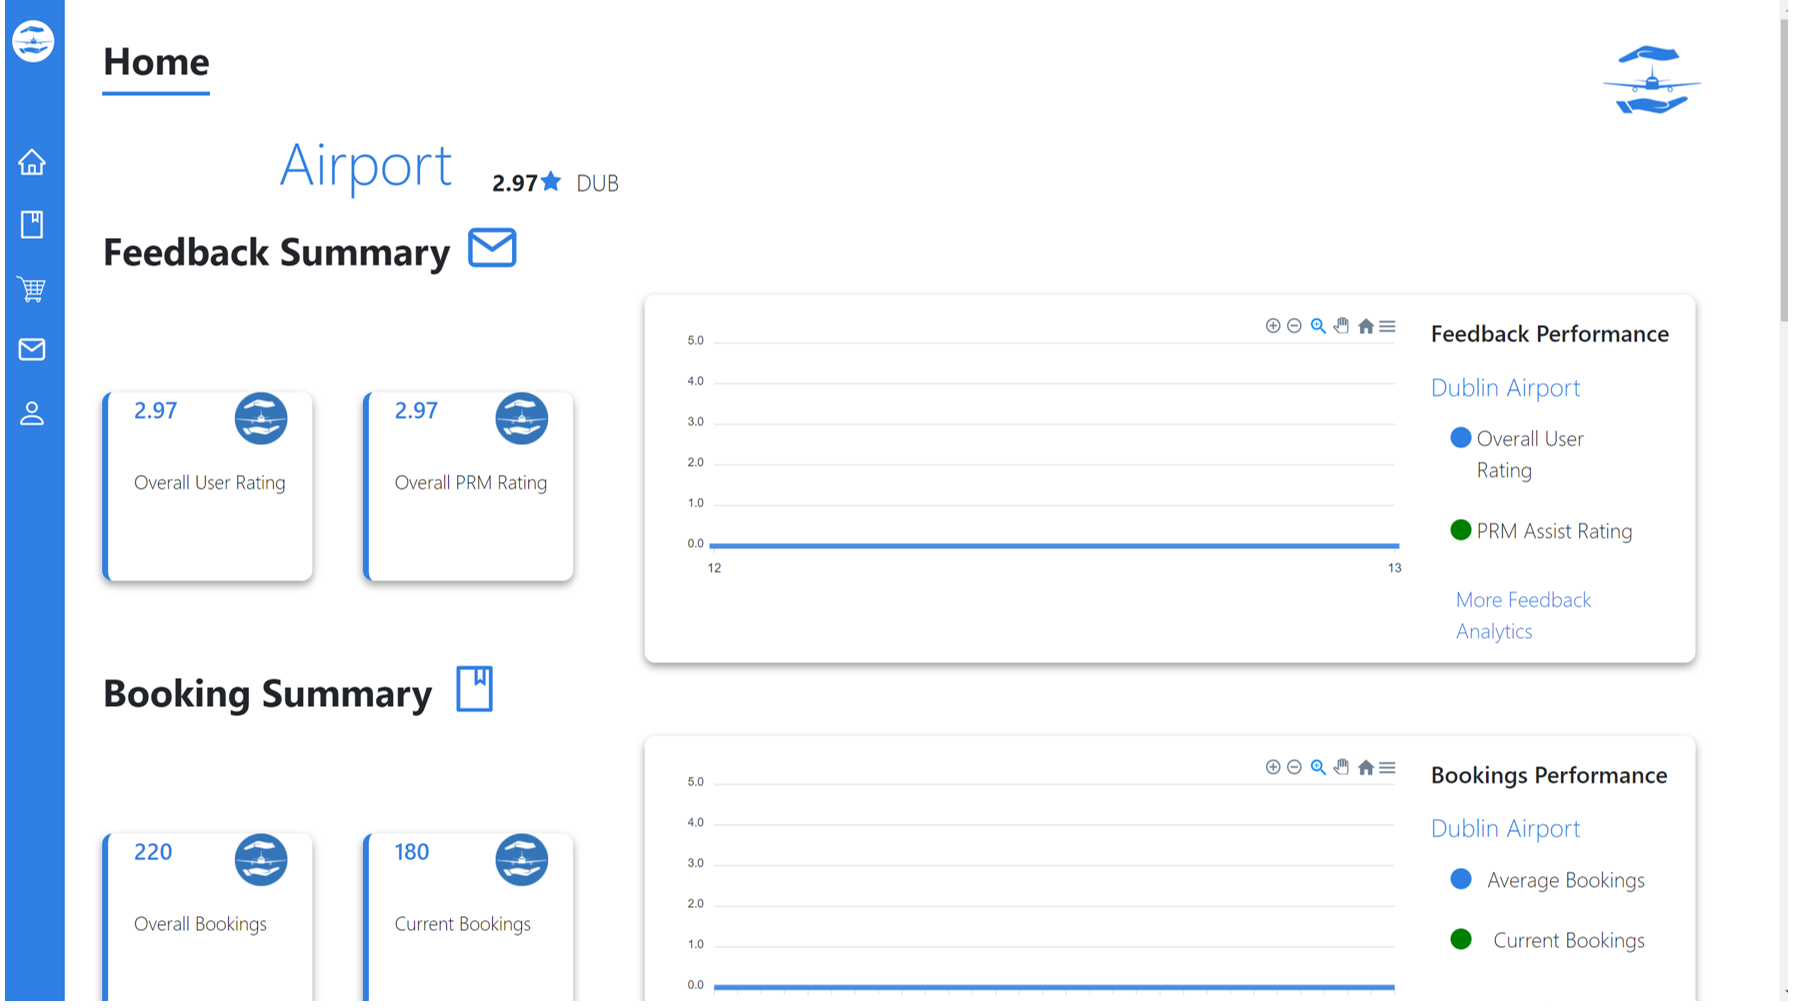 Home
Airport 2.97 DUB
Feedback Summary
2.97
Overall User Rating
2.97
Overall PRM Rating
5.0
4.0
3.0
2.0
1.0
0.0
12 13
Feedback Performance
Dublin Airport
Overall User
Rating
PRM Assist Rating
More Feedback
Analytics
Booking Summary
220
Overall Bookings
180
Current Bookings
5.0
4.0
3.0
2.0
1.0
0.0
Bookings Performance
Dublin Airport
Average Bookings
Current Bookings